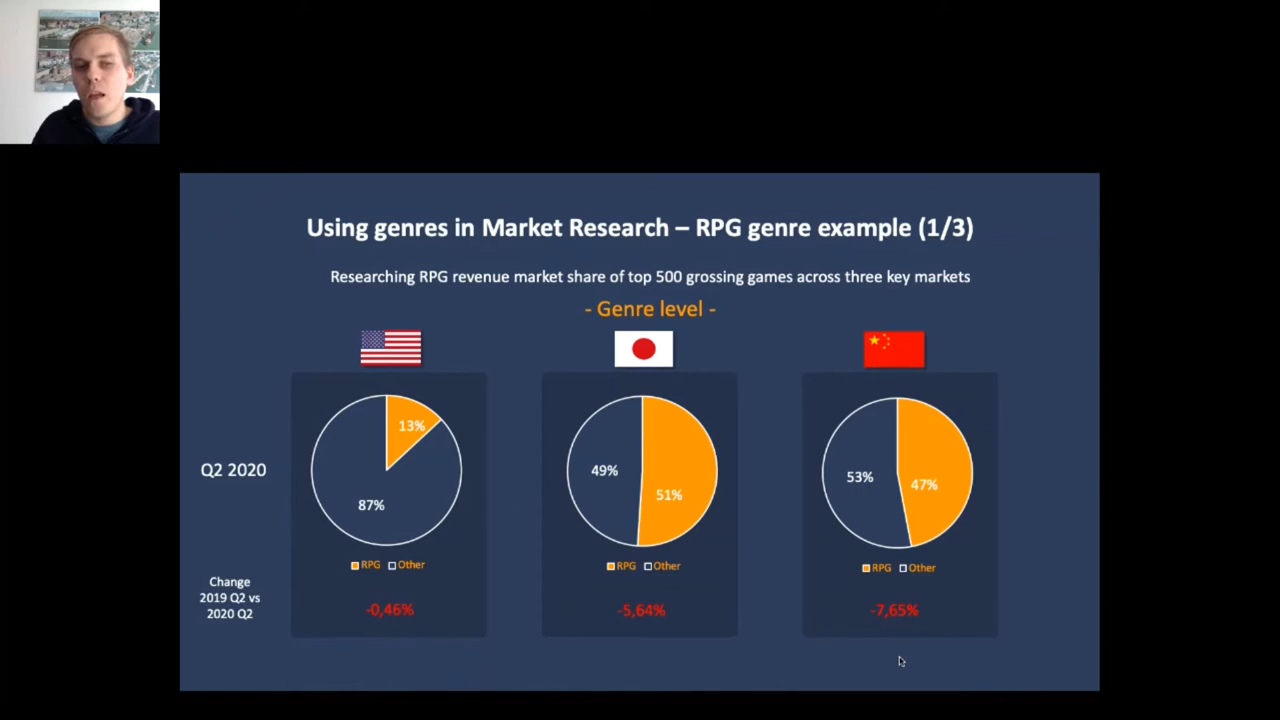 Using genres in Market Research – RPG genre example (1/3)
Researching RPG revenue market share of top 500 grossing games across three key markets
- Genre level -
Q2 2020
13%
87%
49%
51%
53%
47%
RPG Other
RPG Other
RPG Other
Change
2019 Q2 vs
2020 Q2
-0,46%
-5,64%
-7,65%